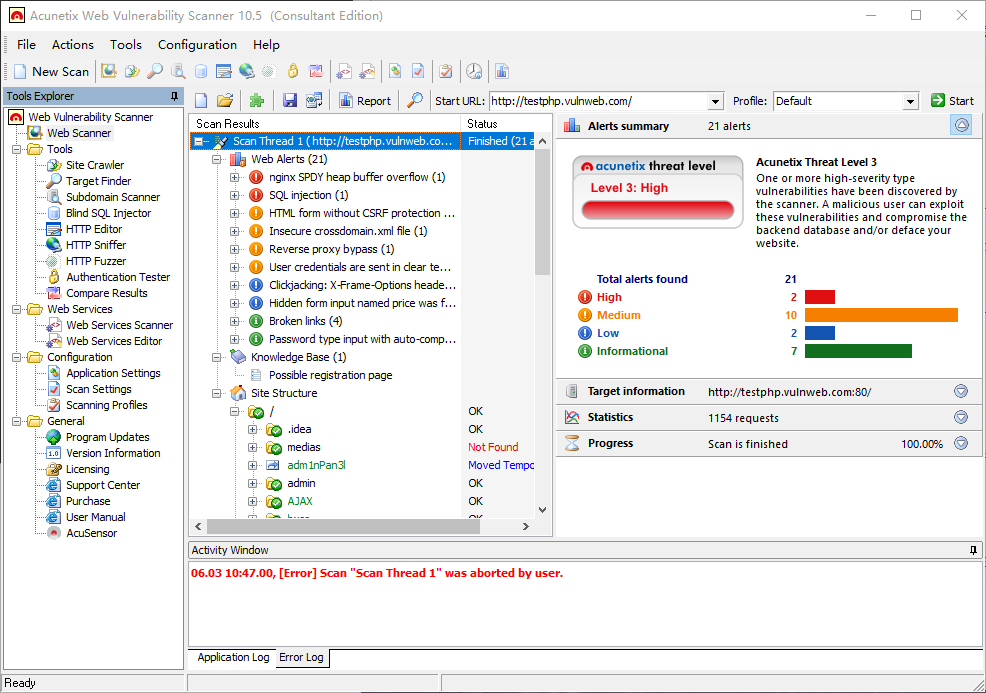 Acunetix Web Vulnerability Scanner 10.5 (Consultant Edition)
File Actions Tools Configuration Help
New Scan
Tools Explorer
Web Vulnerability Scanner
Web Scanner
Tools
Site Crawler
Target Finder
Subdomain Scanner
Blind SQL Injector
HTTP Editor
HTTP Sniffer
HTTP Fuzzer
Authentication Tester
Compare Results
Web Services
Web Services Scanner
Web Services Editor
Configuration
Application Settings
Scan Settings
Scanning Profiles
General
Program Updates
1.0 Version Information
Licensing
Support Center
Purchase
User Manual
AcuSensor
Report Start URL: http://testphp.vulnweb.com/ Profile: Default Start
Scan Results Status
Scan Thread 1 ( http://testphp.vulnweb.co... Finished (21 a
Web Alerts (21)
nginx SPDY heap buffer overflow (1)
SQL injection (1)
HTML form without CSRF protection ...
Insecure crossdomain.xml file (1)
Reverse proxy bypass (1)
User credentials are sent in clear te...
Clickjacking: X-Frame-Options heade...
Hidden form input named price was f...
Broken links (4)
Password type input with auto-comp...
Knowledge Base (1)
Possible registration page
Site Structure
/ OK
.idea OK
medias Not Found
adm1nPan3l Moved Tempo
admin OK
AJAX OK
Alerts summary 21 alerts
acunetix threat level
Level 3: High
Acunetix Threat Level 3
One or more high-severity type
vulnerabilities have been discovered by
the scanner. A malicious user can exploit
these vulnerabilities and compromise the
backend database and/or deface your
website.
Total alerts found 21
High 2
Medium 10
Low 2
Informational 7
Target information http://testphp.vulnweb.com:80/
Statistics 1154 requests
Progress Scan is finished 100.00%
Activity Window
06.03 10:47.00, [Error] Scan "Scan Thread 1" was aborted by user.
Application Log Error Log
Ready